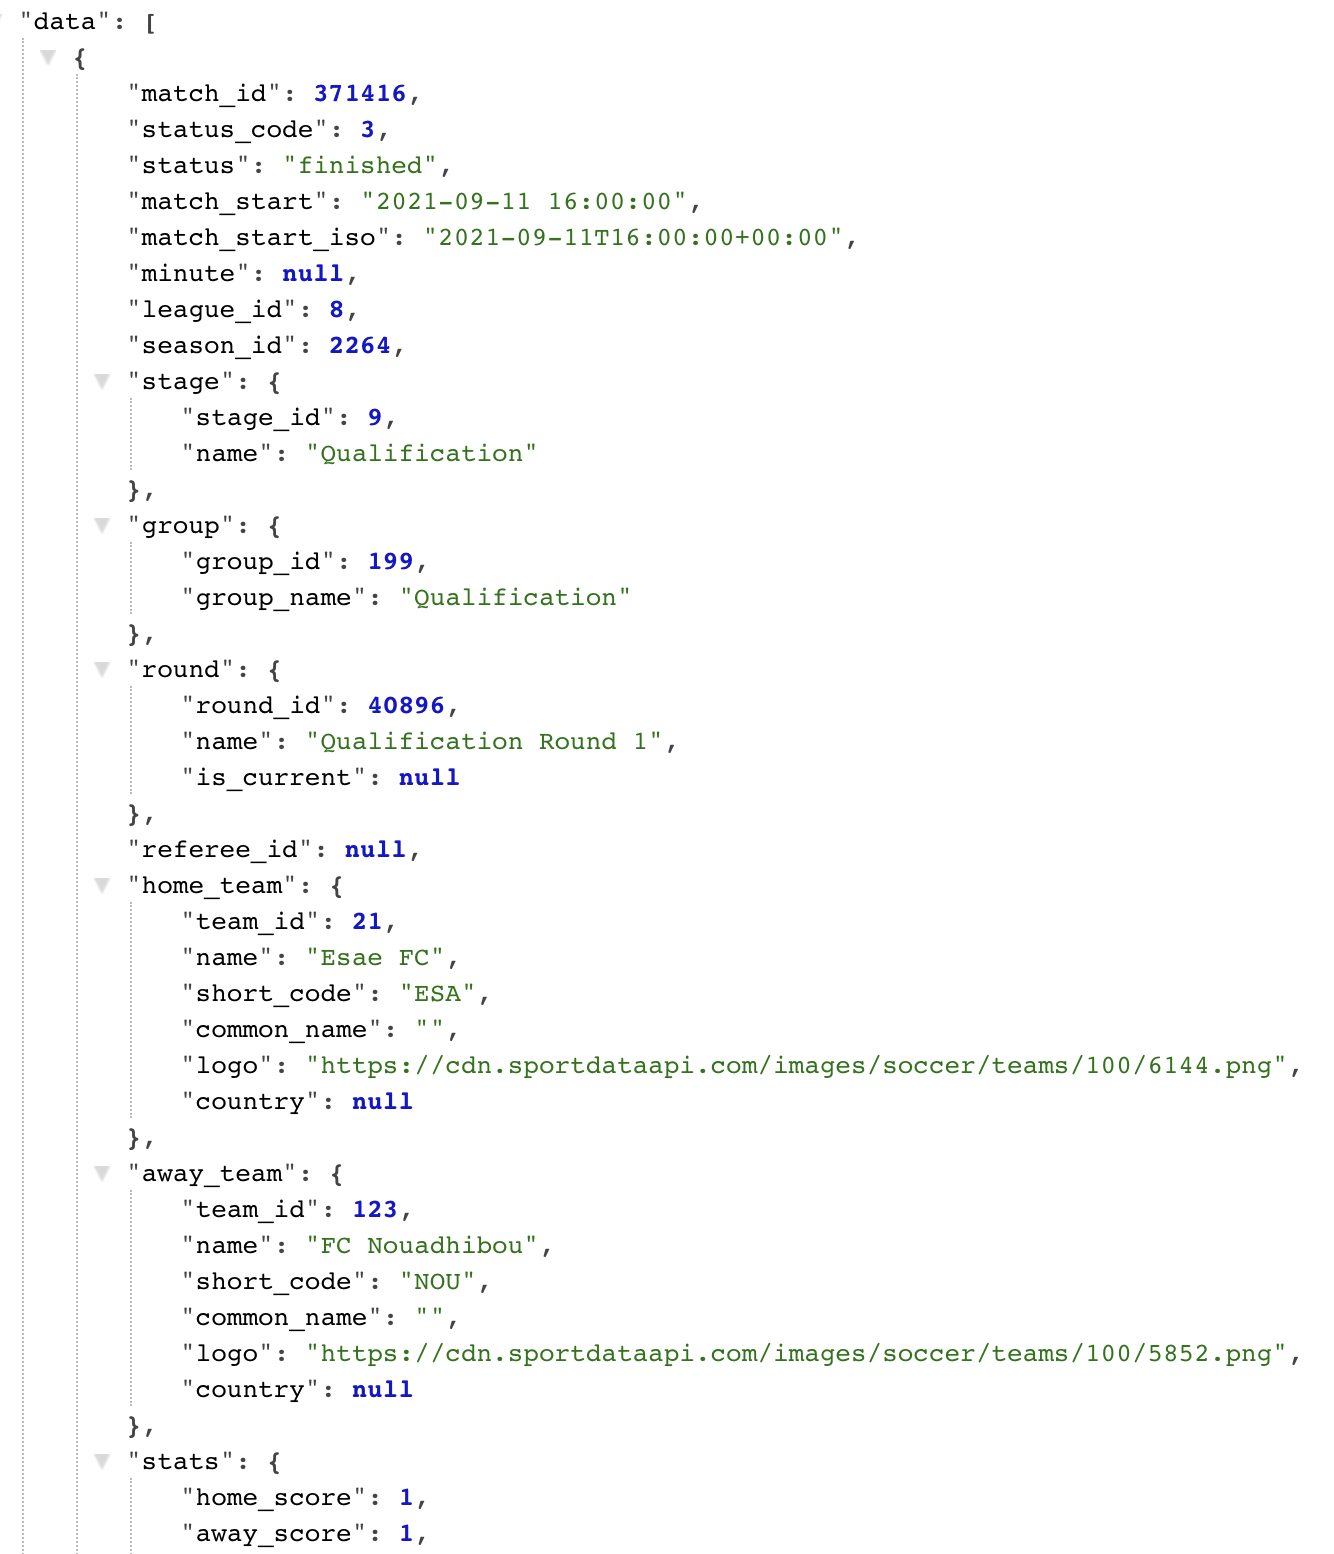 "data": [
{
"match_id": 371416,
"status_code": 3,
"status": "finished",
"match_start": "2021-09-11 16:00:00",
"match_start_iso": "2021-09-11T16:00:00+00:00",
"minute": null,
"league_id": 8,
"season_id": 2264,
"stage": {
"stage_id": 9,
"name": "Qualification"
},
"group": {
"group_id": 199,
"group_name": "Qualification"
},
"round": {
"round_id": 40896,
"name": "Qualification Round 1",
"is_current": null
},
"referee_id": null,
"home_team": {
"team_id": 21,
"name": "Esae FC",
"short_code": "ESA",
"common_name": "",
"logo": "https://cdn.sportdataapi.com/images/soccer/teams/100/6144.png",
"country": null
},
"away_team": {
"team_id": 123,
"name": "FC Nouadhibou",
"short_code": "NOU",
"common_name": "",
"logo": "https://cdn.sportdataapi.com/images/soccer/teams/100/5852.png",
"country": null
},
"stats": {
"home_score": 1,
"away_score": 1,